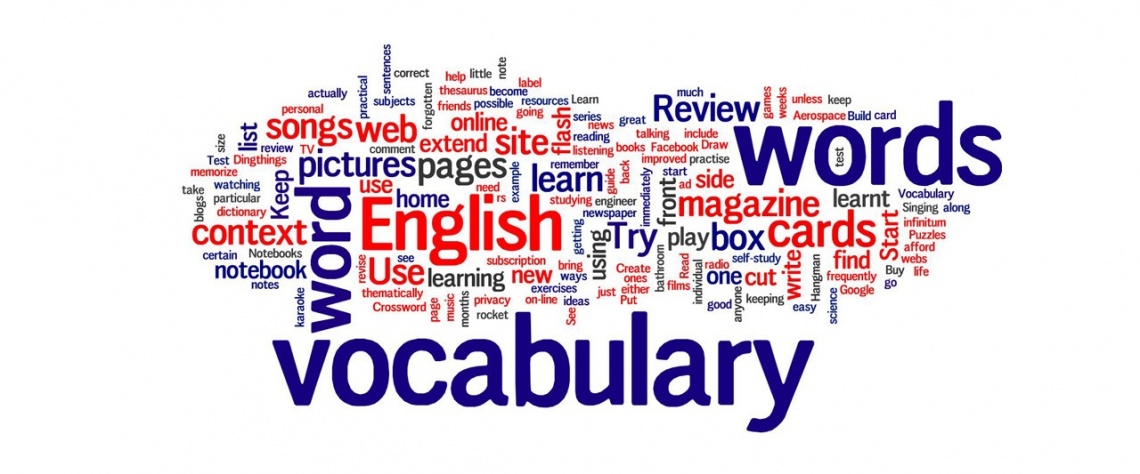 sentences
correct
help
little
note
label
actually
practical
thesaurus
become
subjects
forgotten
friends
possible
resources
Learn
much
personal
going
series
Review
games
weeks
unless
keep
Aerospace
Build
card
words
size
list
songs
web
online
flash
news
great
talking
include
review
TV
comment
extend
site
reading
listening
books
Facebook
Draw
test
Test
Dingthings
pictures
pages
remember
improved
practise
memorize
example
learn
guide
back
start
take
watching
Keep
word
use
home
need
rs
studying
immediately
ad
side
learnt
Vocabulary
blogs
particular
dictionary
English
engineer
newspaper
front
magazine
Singing
along
context
getting
using
Try
play
box
cards
Start
infinitum
Puzzles
certain
Notebooks
revise
see
subscription
bring
bathroom
Read
radio
self-study
find
afford
webs
notebook
Use
learning
new
ways
Create
ones
films
individual
one
cut
write
Hangman
frequently
Buy
life
notes
exercises
either
Google
go
karaoke
thematically
Crossword
page
music
months
privacy
on-line
ideas
just
Put
good
anyone
keeping
easy
science
rocket
See
vocabulary